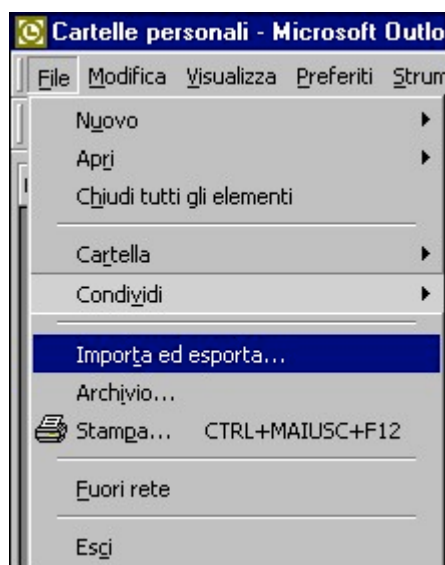 Cartelle personali - Microsoft Outlo
File Modifica Visualizza Preferiti Strum
Nuovo
Apri
Chiudi tutti gli elementi
Cartella
Condividi
Importa ed esporta...
Archivio...
Stampa... CTRL+MAIUSC+F12
Fuori rete
Esci